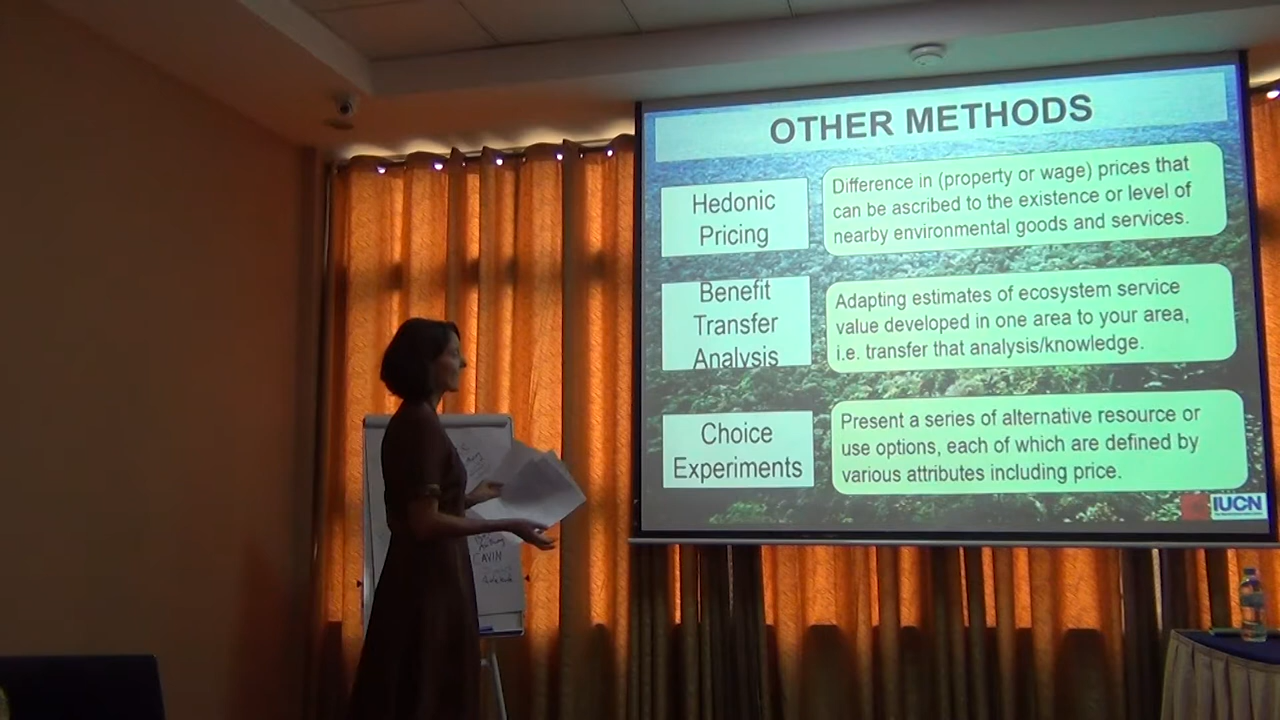 OTHER METHODS
Hedonic
Pricing
Difference in (property or wage) prices that
can be ascribed to the existence or level of
nearby environmental goods and services.
Benefit
Transfer
Analysis
Adapting estimates of ecosystem service
value developed in one area to your area,
i.e. transfer that analysis/knowledge.
Choice
Experiments
Present a series of alternative resource or
use options, each of which are defined by
various attributes including price.
IUCN